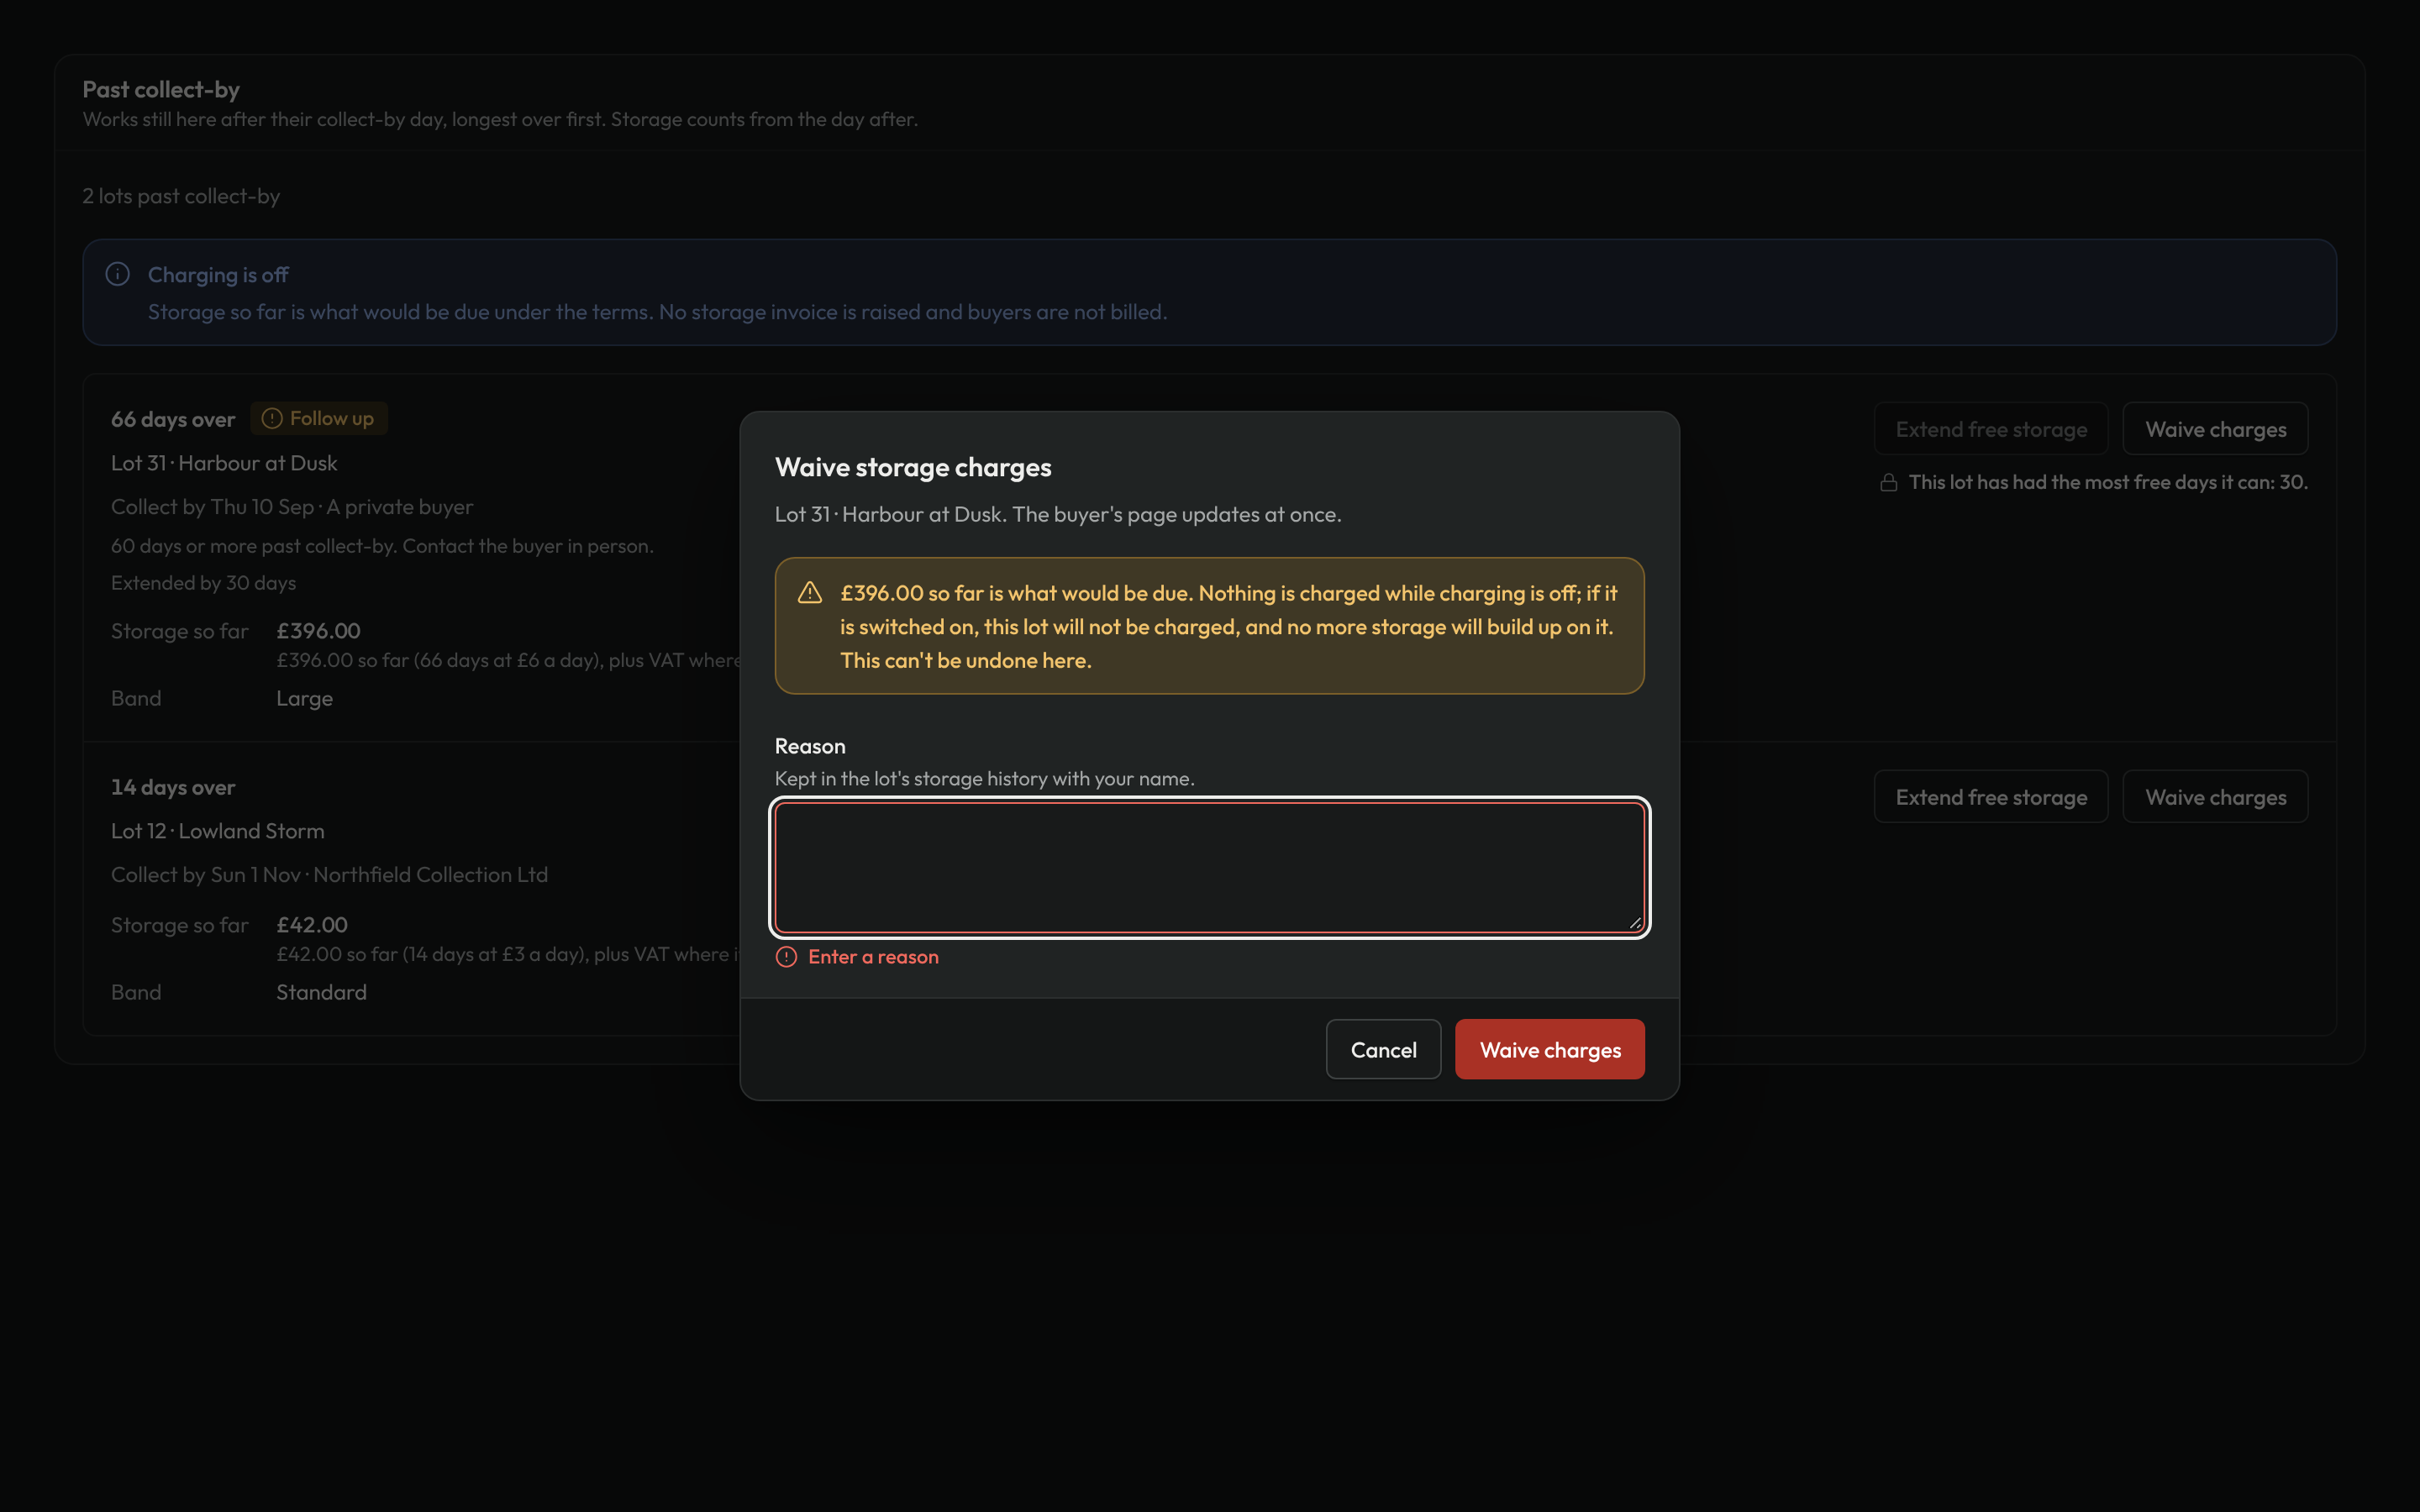 Past collect-by
Works still here after their collect-by day, longest over first. Storage counts from the day after.
2 lots past collect-by
Charging is off
Storage so far is what would be due under the terms. No storage invoice is raised and buyers are not billed.
66 days over
Follow up
Extend free storage
Waive charges
Lot 31 · Harbour at Dusk
This lot has had the most free days it can: 30.
Collect by Thu 10 Sep · A private buyer
60 days or more past collect-by. Contact the buyer in person.
Extended by 30 days
Storage so far
£396.00
£396.00 so far (66 days at £6 a day), plus VAT where
Band
Large
14 days over
Extend free storage
Waive charges
Lot 12 · Lowland Storm
Collect by Sun 1 Nov · Northfield Collection Ltd
Storage so far
£42.00
£42.00 so far (14 days at £3 a day), plus VAT where
Band
Standard
Waive storage charges
Lot 31 · Harbour at Dusk. The buyer's page updates at once.
£396.00 so far is what would be due. Nothing is charged while charging is off; if it
is switched on, this lot will not be charged, and no more storage will build up on it.
This can't be undone here.
Reason
Kept in the lot's storage history with your name.
Enter a reason
Cancel
Waive charges